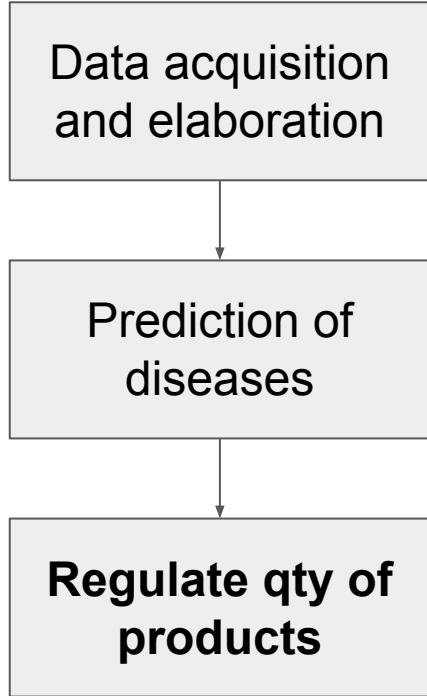 Data acquisition
and elaboration
Prediction of
diseases
Regulate qty of
products